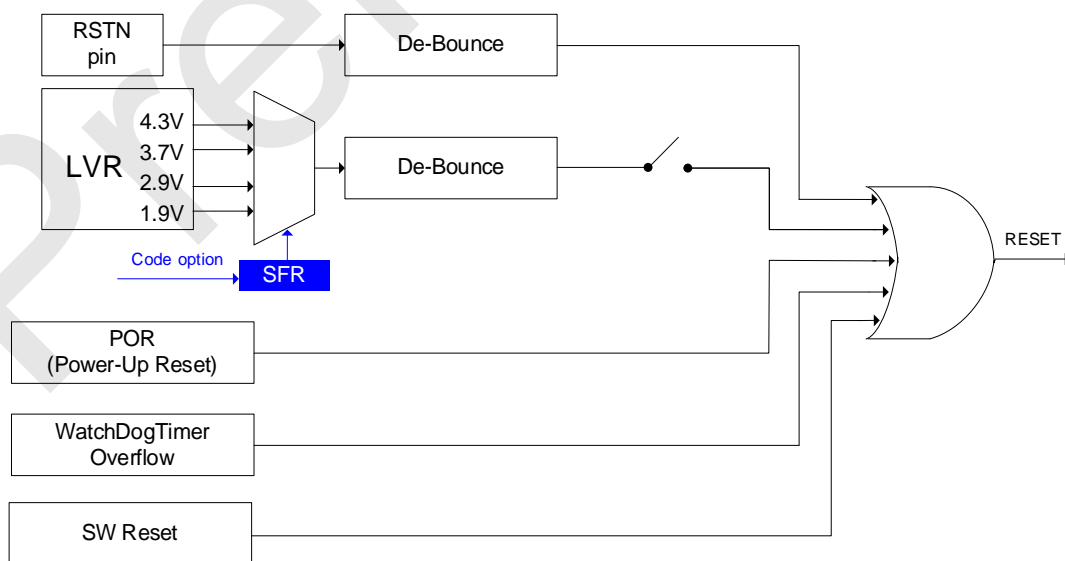 RSTN
pin
De-Bounce
LVR
4.3V
3.7V
2.9V
1.9V
De-Bounce
Code option
SFR
RESET
POR
(Power-Up Reset)
WatchDogTimer
Overflow
SW Reset
Pre